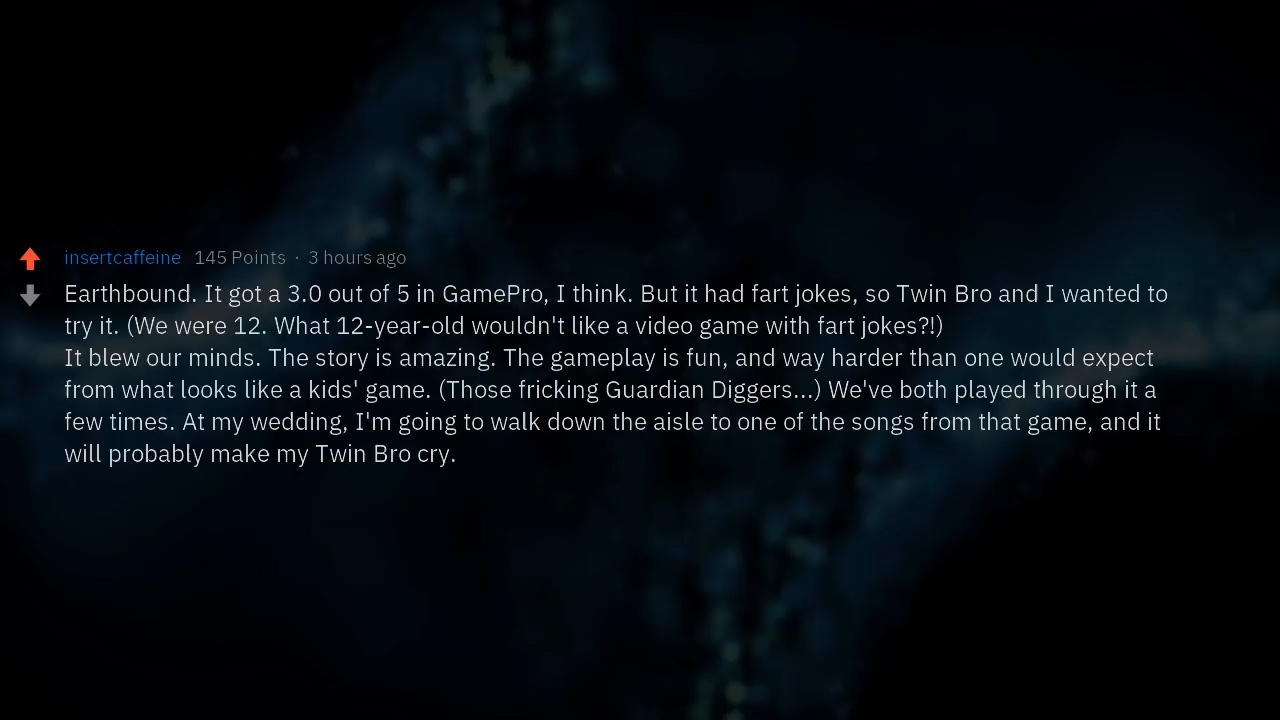 insertcaffeine 145 Points · 3 hours ago
Earthbound. It got a 3.0 out of 5 in GamePro, I think. But it had fart jokes, so Twin Bro and I wanted to
try it. (We were 12. What 12-year-old wouldn't like a video game with fart jokes?!)
It blew our minds. The story is amazing. The gameplay is fun, and way harder than one would expect
from what looks like a kids' game. (Those fricking Guardian Diggers...) We've both played through it a
few times. At my wedding, I'm going to walk down the aisle to one of the songs from that game, and it
will probably make my Twin Bro cry.